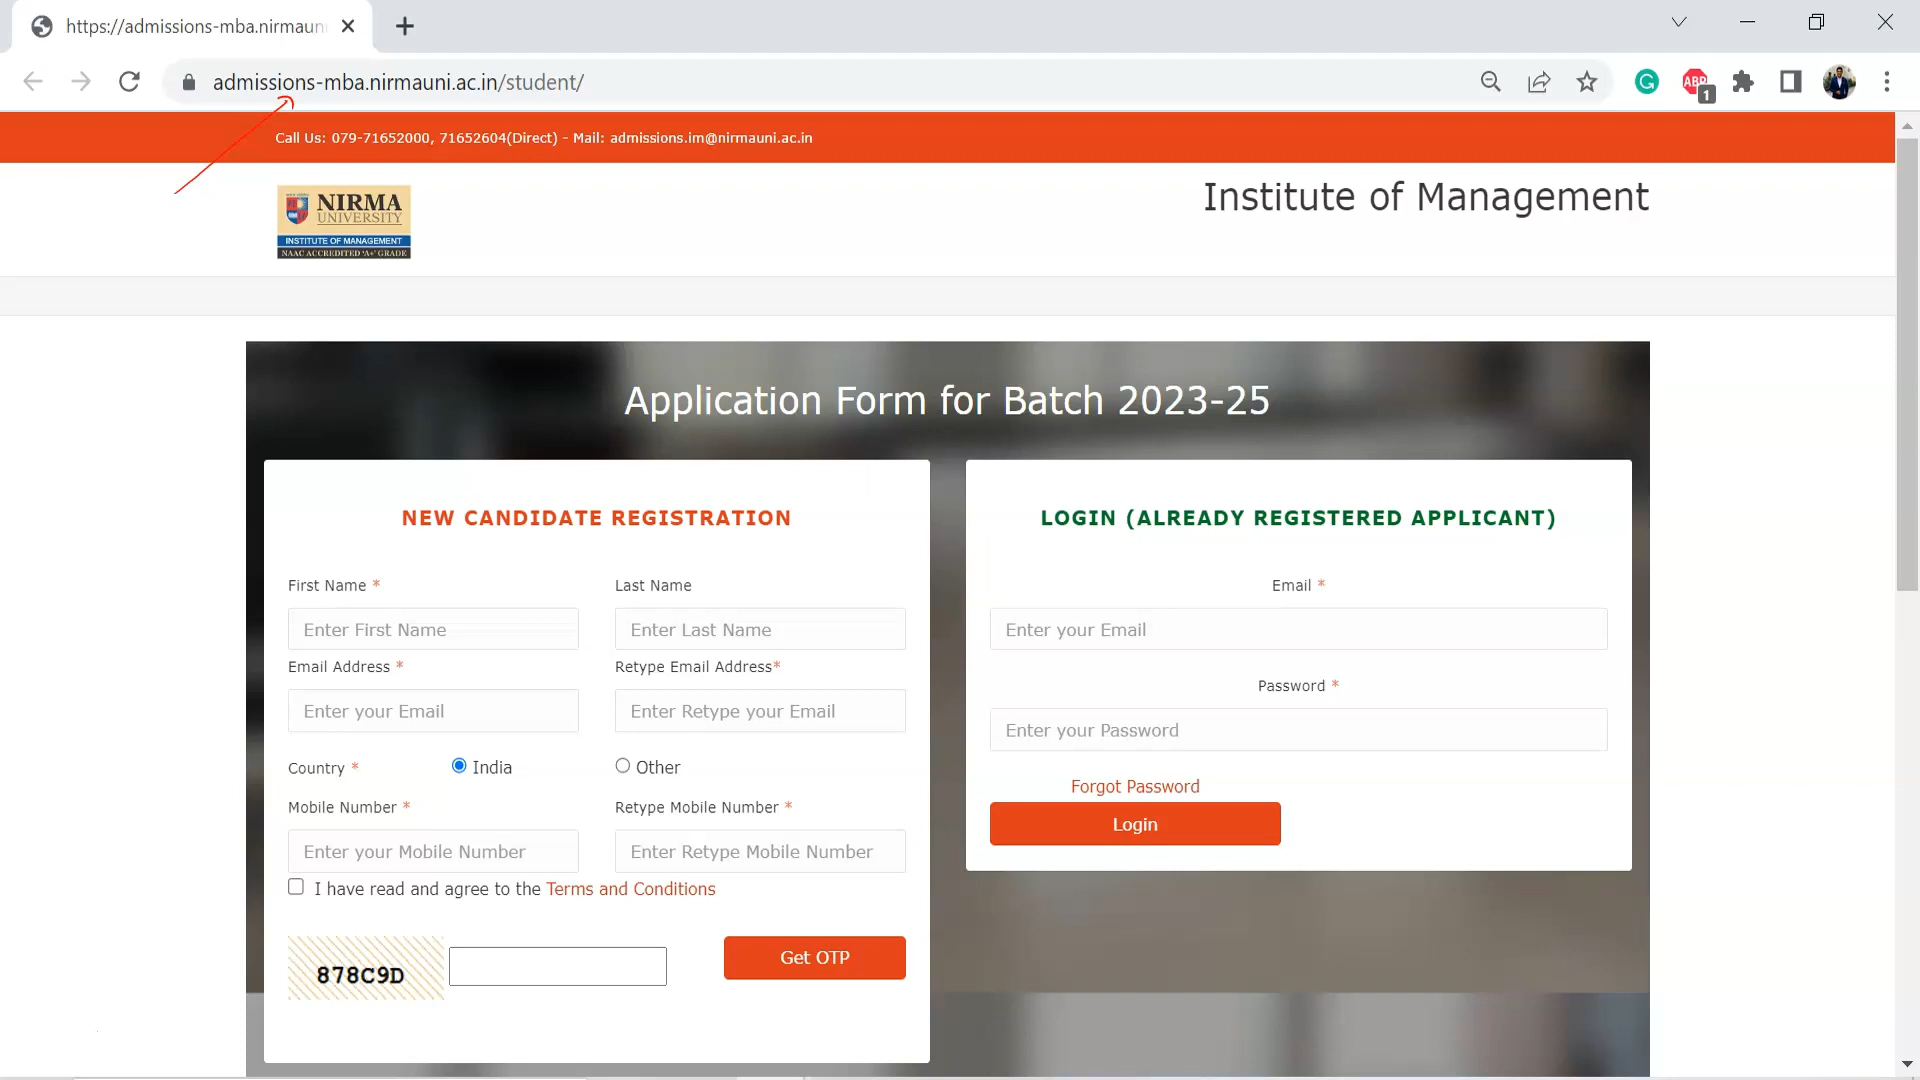 https://admissions-mba.nirmaun
admissions-mba.nirmauni.ac.in/student/
ABP
1
Call Us: 079-71652000, 71652604(Direct) - Mail: admissions.im@nirmauni.ac.in
NIRMA
UNIVERSITY
INSTITUTE OF MANAGEMENT
NAAC ACCREDITED 'A+' GRADE
Institute of Management
Application Form for Batch 2023-25
NEW CANDIDATE REGISTRATION
First Name *
Last Name
Enter First Name
Enter Last Name
Email Address *
Retype Email Address*
Enter your Email
Enter Retype your Email
Country *
India
Other
Mobile Number *
Retype Mobile Number *
Enter your Mobile Number
Enter Retype Mobile Number
I have read and agree to the Terms and Conditions
878C9D
Get OTP
LOGIN (ALREADY REGISTERED APPLICANT)
Email *
Enter your Email
Password *
Enter your Password
Forgot Password
Login